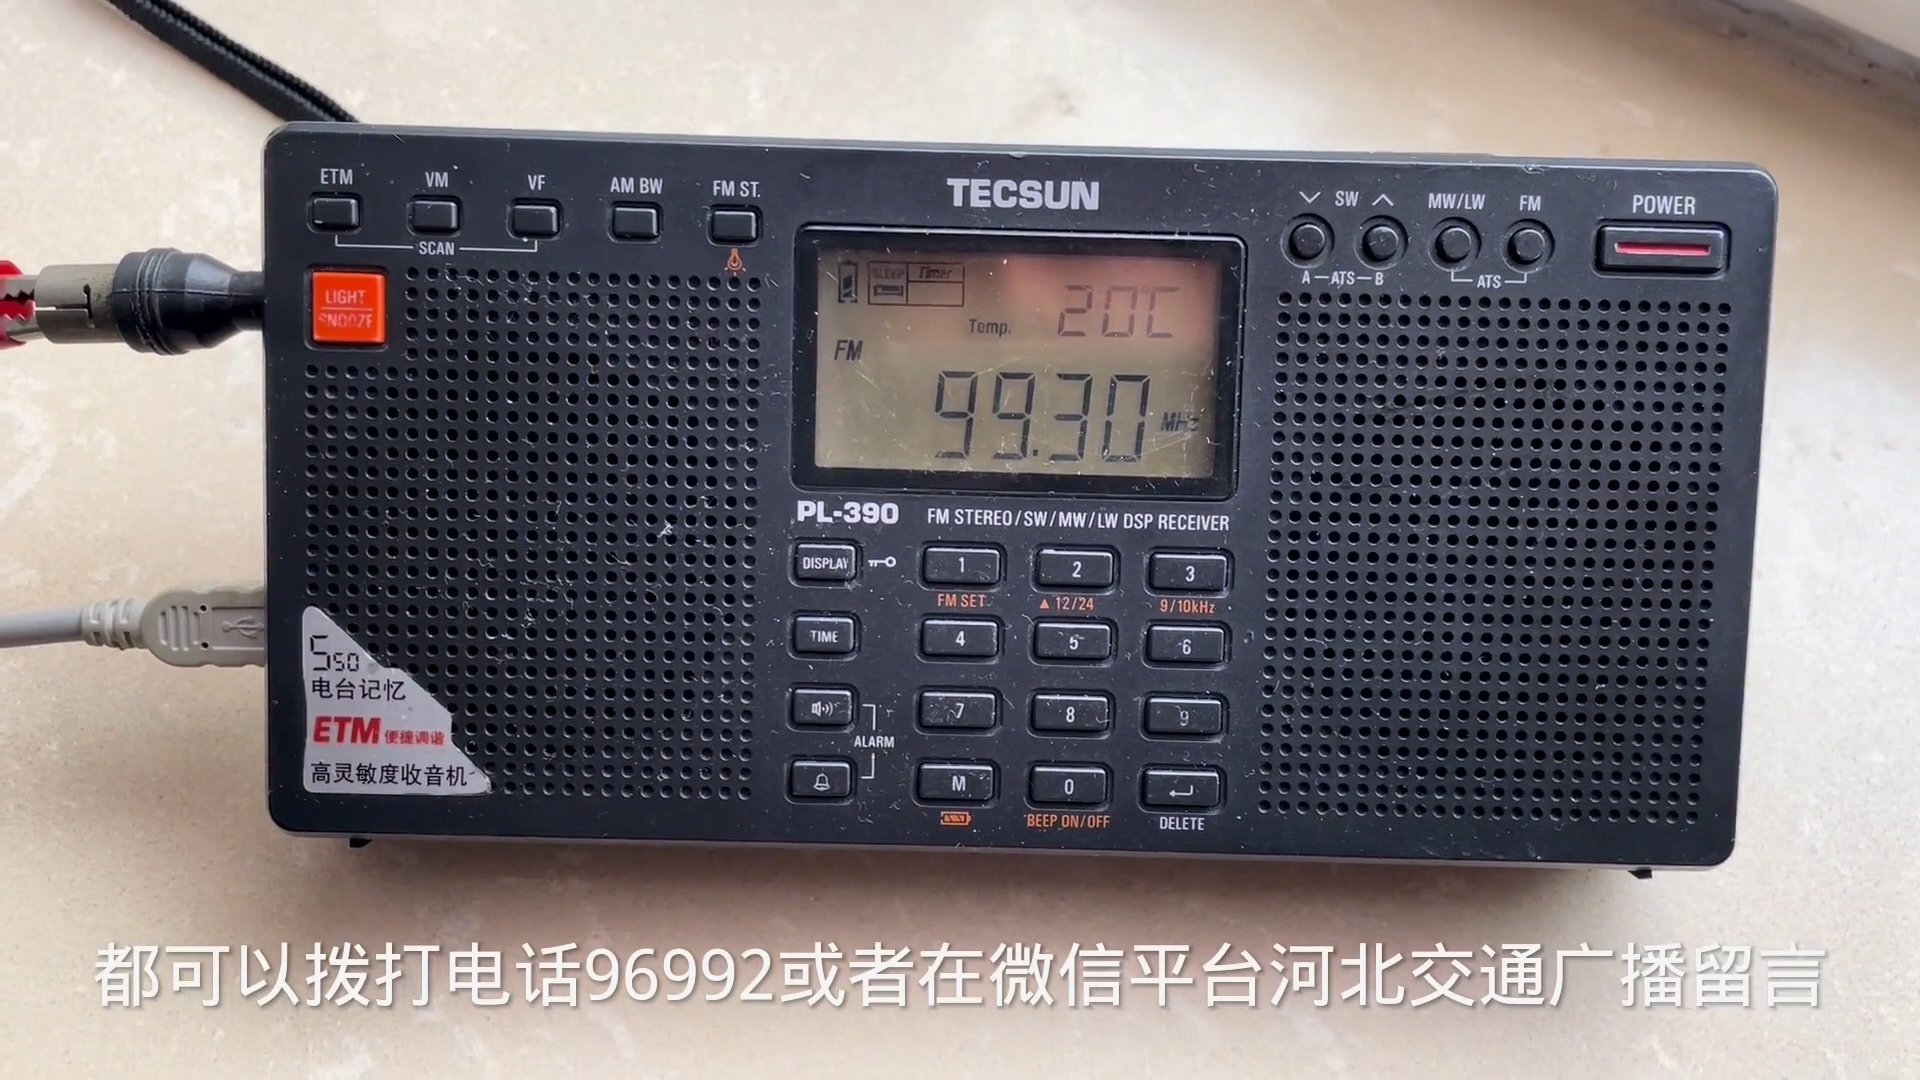 ETM VM VF AM BW FM ST.
SCAN
LIGHT
SNOOZE
TECSUN
SW MW/LW FM POWER
A ATS B ATS
SLEEP Timer
Temp. 20℃
FM
99.30 MHz
PL-390 FM STEREO/SW/MW/LW DSP RECEIVER
DISPLAY 1 2 3
FM SET ▲12/24 9/10kHz
TIME 4 5 6
7 8 9
ALARM
M 0
BEEP ON/OFF DELETE
550
电台记忆
ETM 便捷调谐
高灵敏度收音机
都可以拨打电话96992或者在微信平台河北交通广播留言